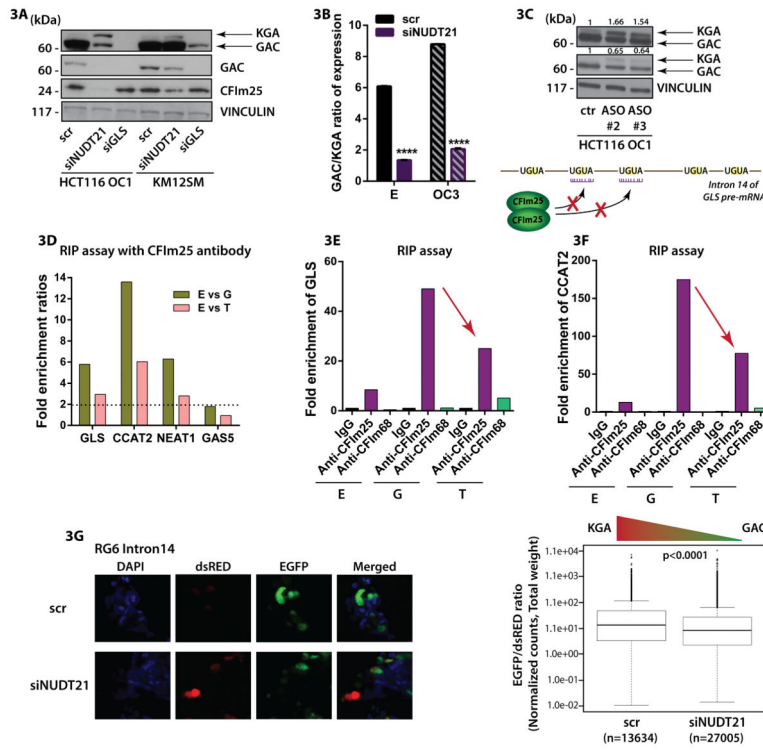 3A
(kDa)
KGA
GAC
60
60
GAC
24
CFIm25
117
VINCULIN
scr
siNUDT21
siGLS
scr
siNUDT21
siGLS
HCT116 OC1
KM12SM
3B
GAC/KGA ratio of expression
scr
siNUDT21
10
8
6
4
2
0
****
****
E
OC3
3C
(kDa)
1 1.66 1.54
KGA
60
GAC
1 0.65 0.64
KGA
60
GAC
117
VINCULIN
ctr ASO ASO
#2 #3
HCT116 OC1
UGUA UGUA UGUA UGUA UGUA
CFIm25
CFIm25
Intron 14 of
GLS pre-mRNA
3D
RIP assay with CFIm25 antibody
Fold enrichment ratios
14
12
10
8
6
4
2
0
E vs G
E vs T
GLS CCAT2 NEAT1 GAS5
3E
RIP assay
Fold enrichment of GLS
60
40
20
0
IgG
Anti-CFIm25
Anti-CFIm68
IgG
Anti-CFIm25
Anti-CFIm68
IgG
Anti-CFIm25
Anti-CFIm68
E G T
3F
RIP assay
Fold enrichment of CCAT2
200
150
100
50
0
IgG
Anti-CFIm25
Anti-CFIm68
IgG
Anti-CFIm25
Anti-CFIm68
IgG
Anti-CFIm25
Anti-CFIm68
E G T
3G
RG6 Intron14
DAPI dsRED EGFP Merged
scr
siNUDT21
KGA
GAC
EGFP/dsRED ratio
(Normalized counts, Total weight)
1.1e+04
1.1e+03
1.1e+02
1.1e+01
1.0e+00
1.0e-01
1.0e-02
p<0.0001
scr
(n=13634)
siNUDT21
(n=27005)